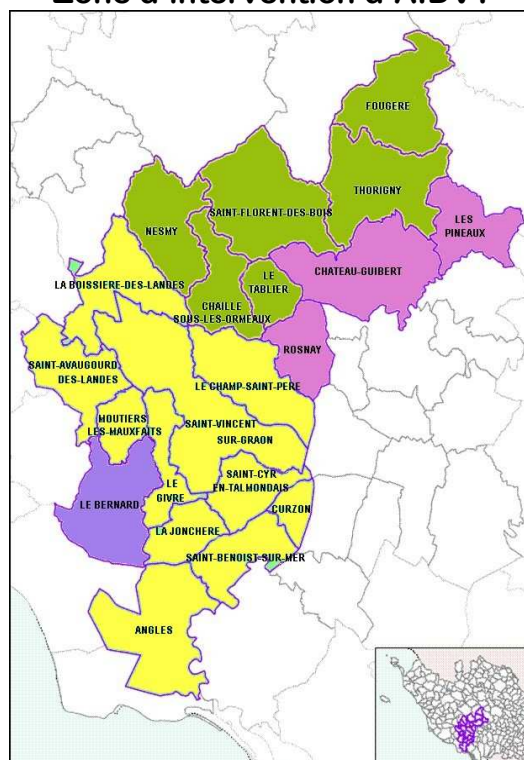 Zone d'intervention d'A.I.D.V.
FOUGERE
THORIGNY
SAINT-FLORENT-DES-BOIS
LES
PINEAUX
NESMY
CHATEAU-GUIBERT
LE
TABLIER
LA BOISSIERE-DES-LANDES
CHAILLE
SOUS-LES-ORMEAUX
ROSNAY
SAINT-AVAUGOURD
DES-LANDES
LE CHAMP-SAINT-PERE
MOUTIERS
LES-MAUXFAITS
SAINT-VINCENT
SUR-GRAON
SAINT-CYR
EN-TALMONDAIS
LE
GIVRE
LE BERNARD
CURZON
LA JONCHERE
SAINT-BENOIST-SUR-MER
ANGLES